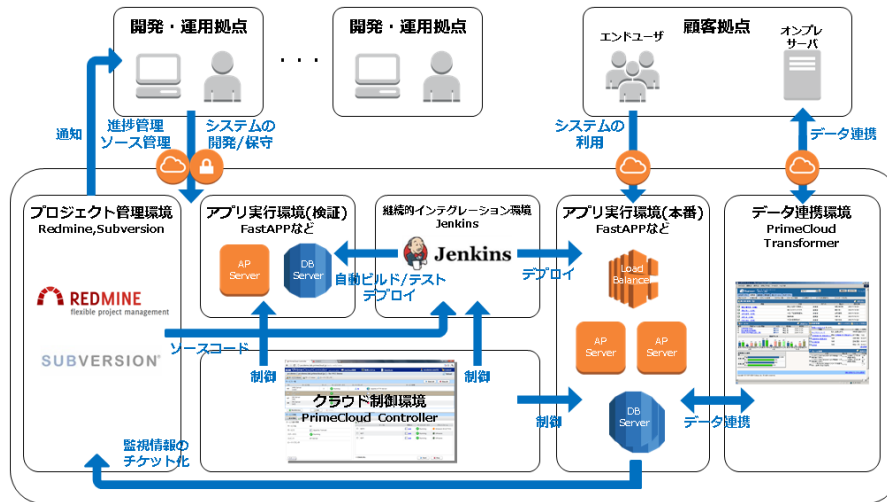 開発・運用拠点
・・・
開発・運用拠点
顧客拠点
エンドユーザ
オンプレ
サーバ
通知
進捗管理
ソース管理
システムの
開発/保守
システムの
利用
データ連携
プロジェクト管理環境
Redmine,Subversion
アプリ実行環境(検証)
FastAPPなど
継続的インテグレーション環境
Jenkins
アプリ実行環境(本番)
FastAPPなど
データ連携環境
PrimeCloud
Transformer
AP
Server
DB
Server
Jenkins
Load
Balancer
自動ビルド/テスト
デプロイ
デプロイ
REDMINE
flexible project management
SUBVERSION®
ソースコード
制御
制御
AP
Server
AP
Server
クラウド制御環境
PrimeCloud Controller
制御
DB
Server
データ連携
監視情報の
チケット化